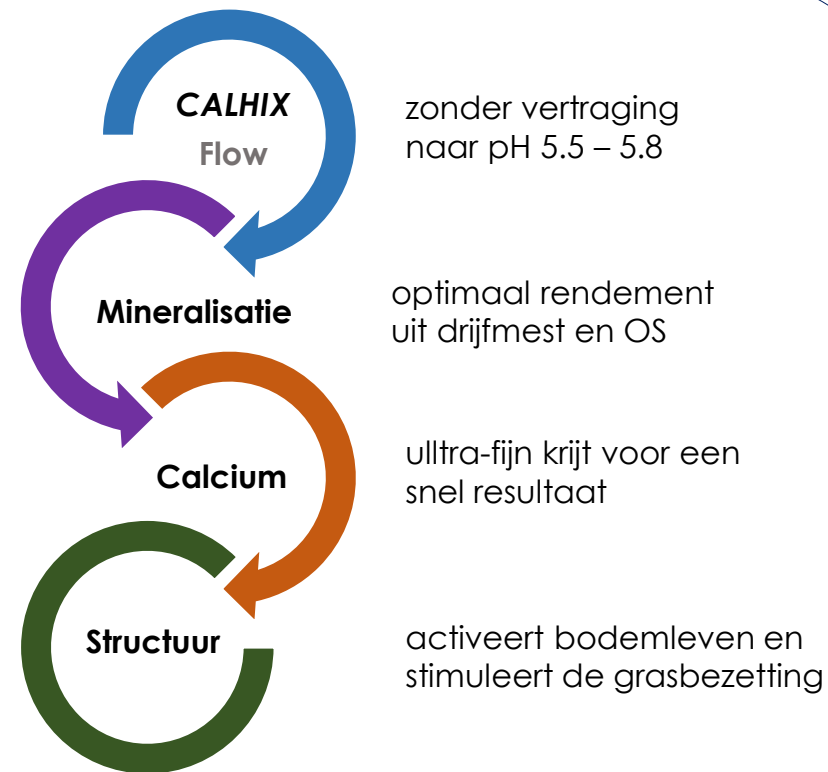 CALHIX
Flow
zonder vertraging
naar pH 5.5 – 5.8
Mineralisatie
optimaal rendement
uit drijfmest en OS
Calcium
ulltra-fijn krijt voor een
snel resultaat
Structuur
activeert bodemleven en
stimuleert de grasbezetting